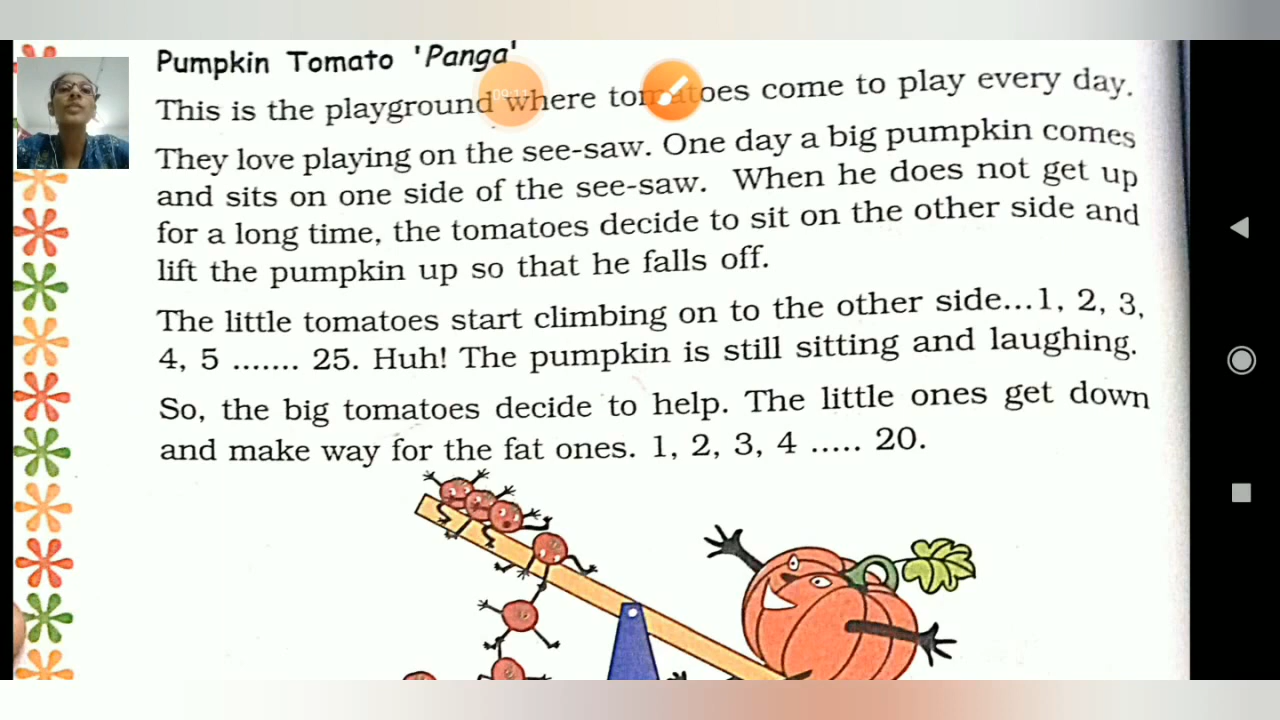 Pumpkin Tomato 'Panga'
09:11
This is the playground where tomatoes come to play every day.
They love playing on the see-saw. One day a big pumpkin comes
and sits on one side of the see-saw. When he does not get up
for a long time, the tomatoes decide to sit on the other side and
lift the pumpkin up so that he falls off.
The little tomatoes start climbing on to the other side...1, 2, 3,
4, 5 ....... 25. Huh! The pumpkin is still sitting and laughing.
So, the big tomatoes decide to help. The little ones get down
and make way for the fat ones. 1, 2, 3, 4 ..... 20.